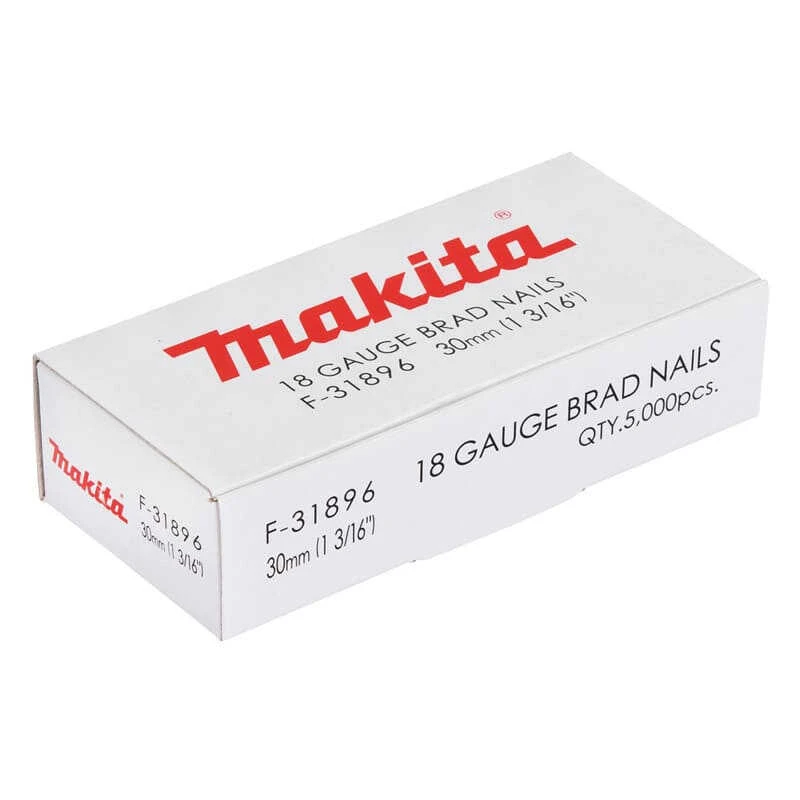 makita®
18 GAUGE BRAD NAILS
F-31896 30mm (1 3/16")
makita®
F-31896
30mm (1 3/16")
F-31896
30mm (1 3/16")
18 GAUGE BRAD NAILS
QTY.5,000pcs.